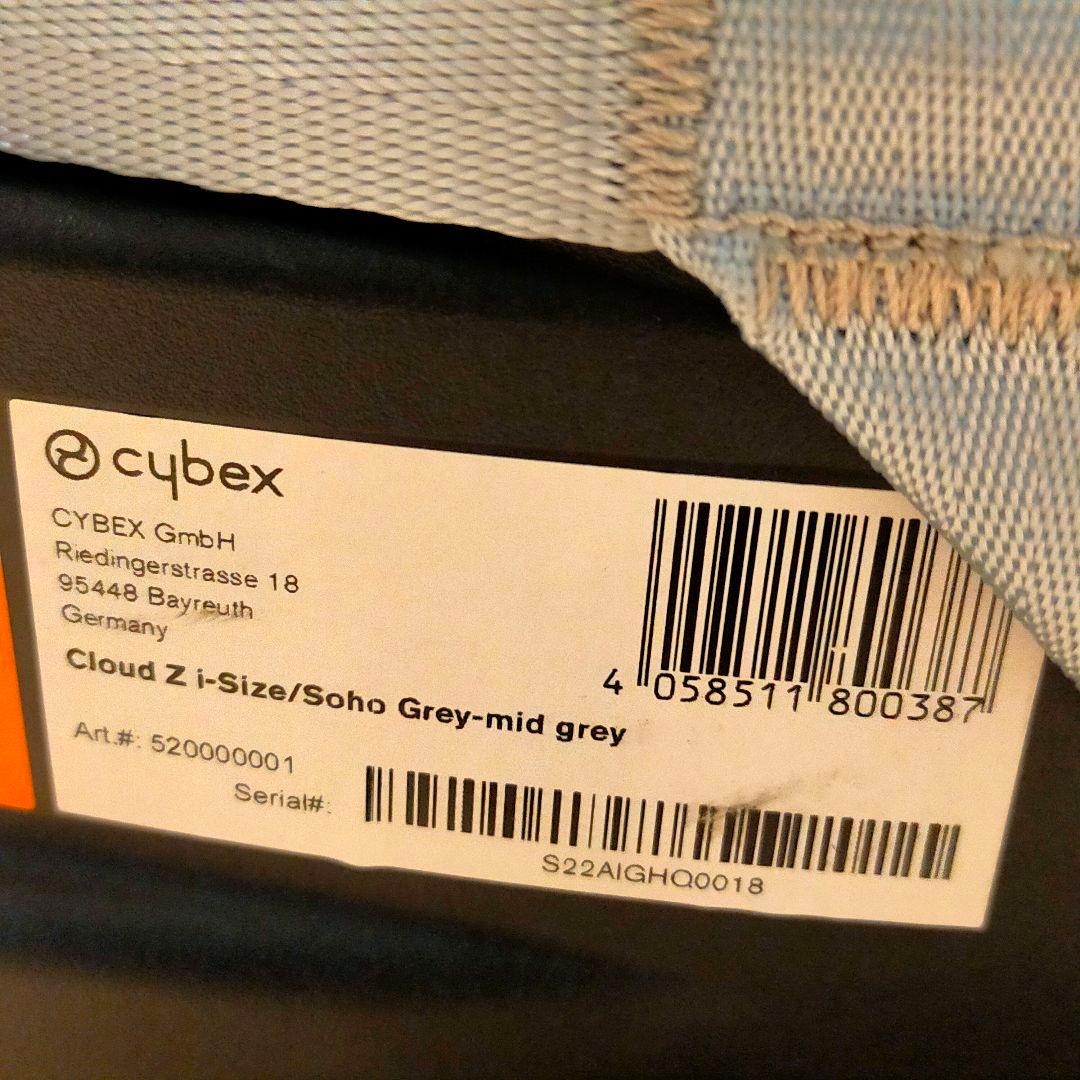 cybex
CYBEX GmbH
Riedingerstrasse 18
95448 Bayreuth
Germany
Cloud Z i-Size/Soho Grey-mid grey
Art.#: 520000001
4 058511 800387
Serial#:
S22AIGHQ0018